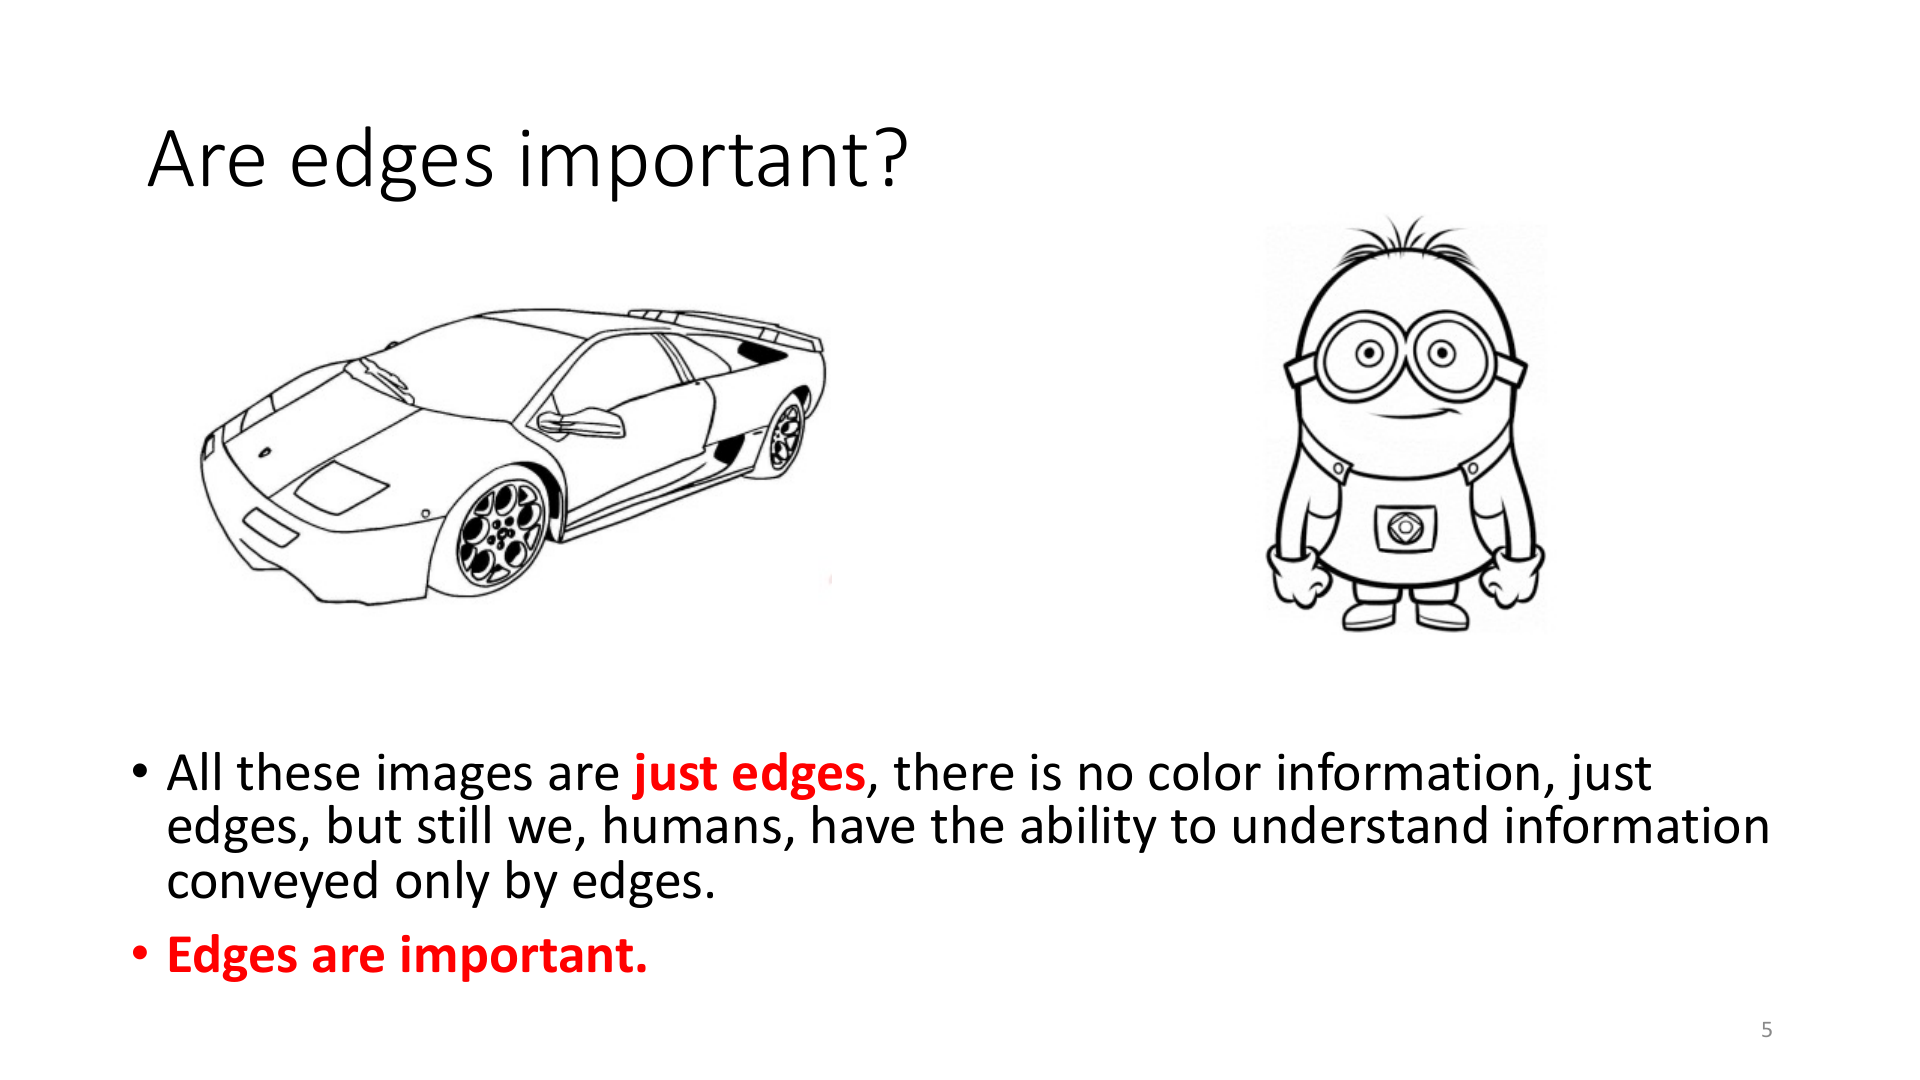 Are edges important?
• All these images are just edges, there is no color information, just
edges, but still we, humans, have the ability to understand information
conveyed only by edges.
• Edges are important.
5